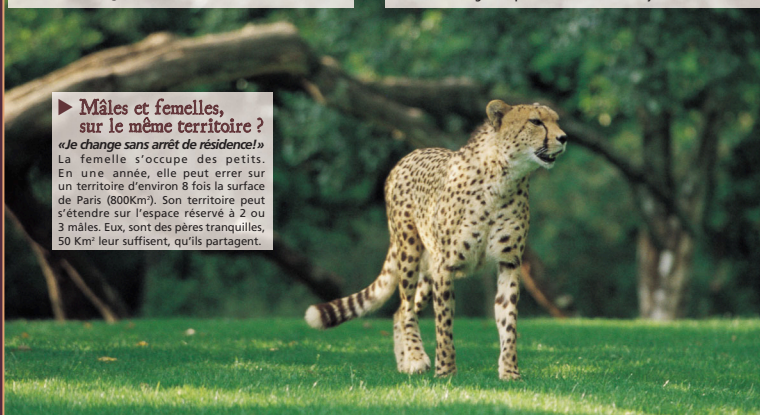 ▶ Mâles et femelles,
sur le même territoire ?
«Je change sans arrêt de résidence!»
La femelle s’occupe des petits.
En une année, elle peut errer sur
un territoire d’environ 8 fois la surface
de Paris (800Km²). Son territoire peut
s’étendre sur l’espace réservé à 2 ou
3 mâles. Eux, sont des pères tranquilles,
50 Km² leur suffisent, qu’ils partagent.